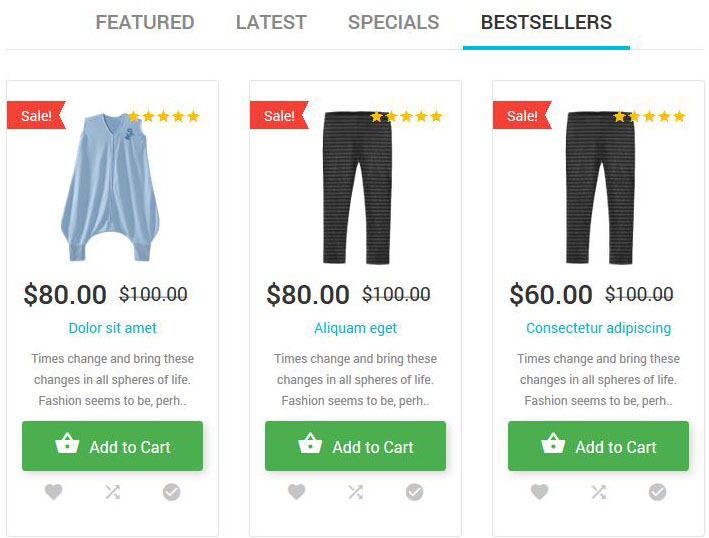 FEATURED LATEST SPECIALS BESTSELLERS
Sale!
$80.00 $100.00
Dolor sit amet
Times change and bring these
changes in all spheres of life.
Fashion seems to be, perh..
Add to Cart
Sale!
$80.00 $100.00
Aliquam eget
Times change and bring these
changes in all spheres of life.
Fashion seems to be, perh..
Add to Cart
Sale!
$60.00 $100.00
Consectetur adipiscing
Times change and bring these
changes in all spheres of life.
Fashion seems to be, perh..
Add to Cart